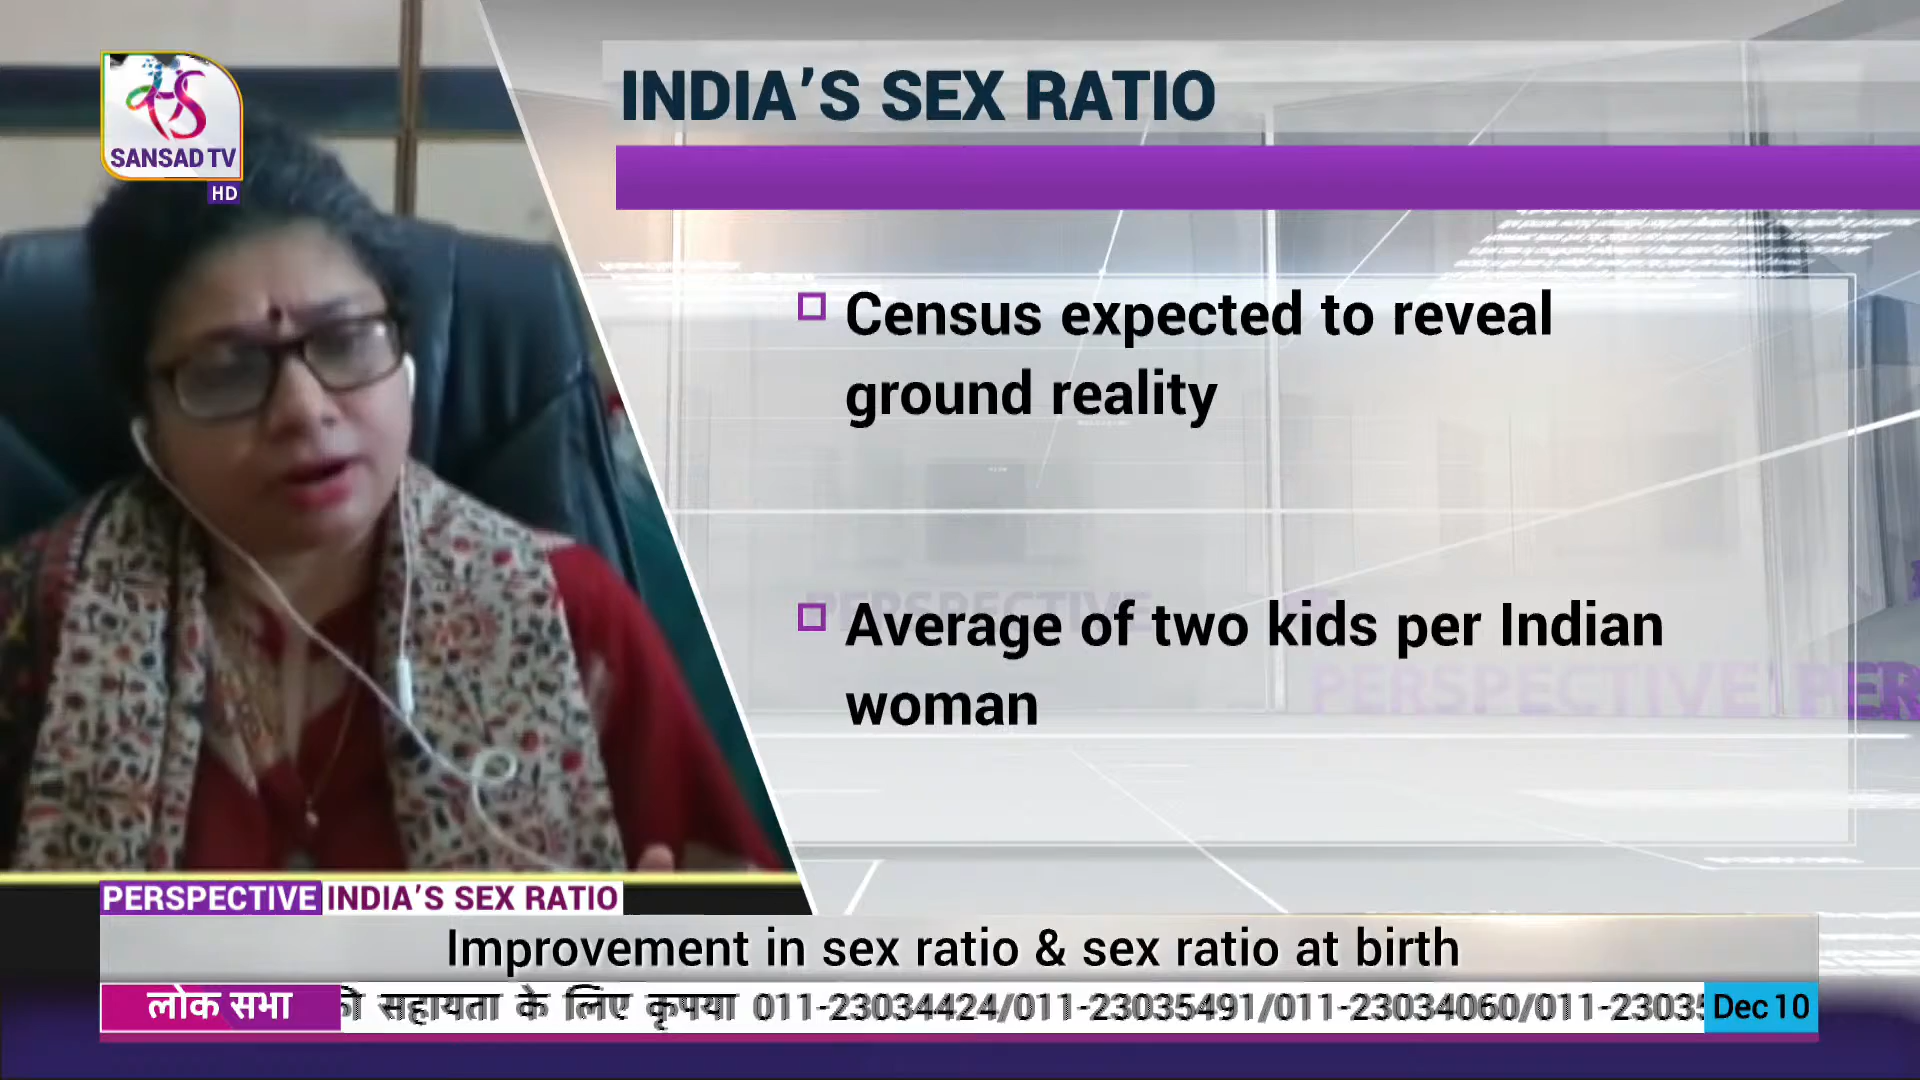 SANSAD TV
HD
INDIA'S SEX RATIO
Census expected to reveal
ground reality
Average of two kids per Indian
woman
PERSPECTIVE
PERSPECTIVE
PERSPECTIVE INDIA'S SEX RATIO
Improvement in sex ratio & sex ratio at birth
लोक सभा
सहायता के लिए कृपया 011-23034424/011-23035491/011-23034060/011-23035
Dec 10